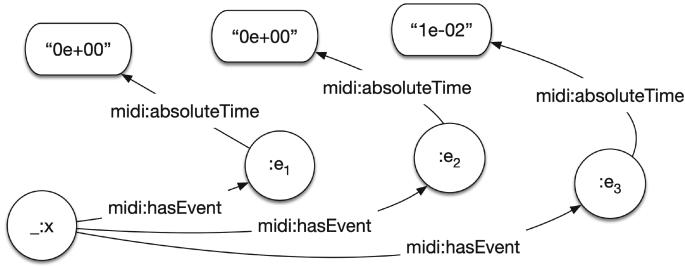 “0e+00”
“0e+00”
“1e-02”
midi:absoluteTime
midi:absoluteTime
midi:absoluteTime
:e1
:e2
:e3
_:x
midi:hasEvent
midi:hasEvent
midi:hasEvent